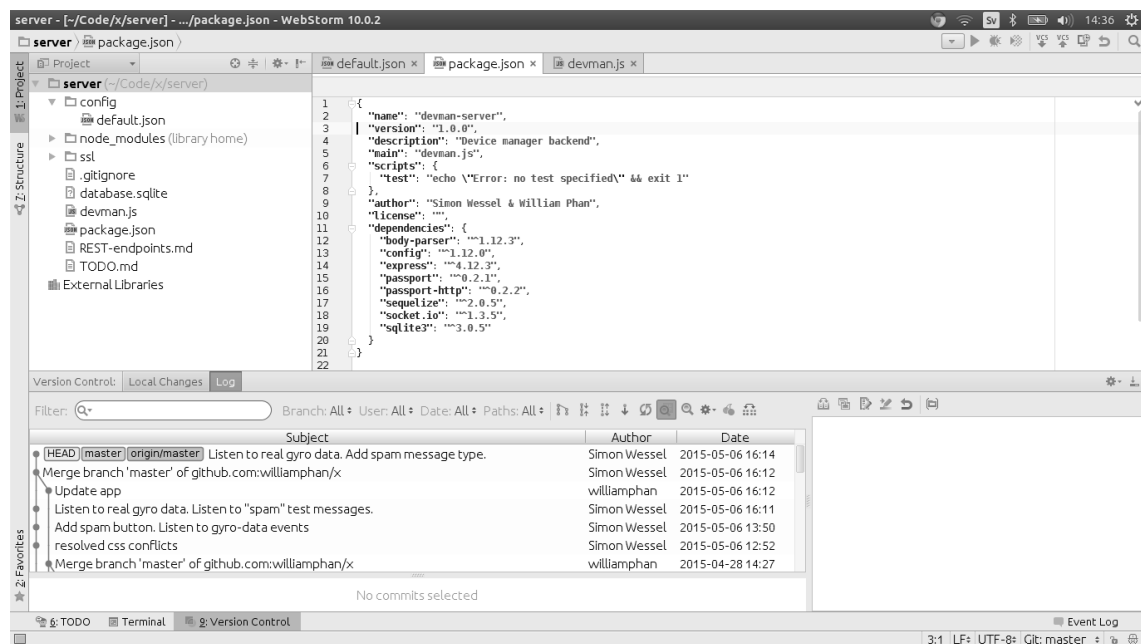 server - [~/Code/x/server] - .../package.json - WebStorm 10.0.2
Sv
14:36
server
package.json
VCS
VCS
1: Project
Z: Structure
2: Favorites
Project
server (~/Code/x/server)
config
default.json
node_modules (library home)
ssl
.gitignore
database.sqlite
devman.js
package.json
REST-endpoints.md
TODO.md
External Libraries
default.json ×
package.json ×
devman.js ×
1 {
2 "name": "devman-server",
3 "version": "1.0.0",
4 "description": "Device manager backend",
5 "main": "devman.js",
6 "scripts": {
7 "test": "echo \"Error: no test specified\" && exit 1"
8 },
9 "author": "Simon Wessel & William Phan",
10 "license": "",
11 "dependencies": {
12 "body-parser": "^1.12.3",
13 "config": "^1.12.0",
14 "express": "^4.12.3",
15 "passport": "^0.2.1",
16 "passport-http": "^0.2.2",
17 "sequelize": "^2.0.5",
18 "socket.io": "^1.3.5",
19 "sqlite3": "^3.0.5"
20 }
21 }
22
Version Control: Local Changes Log
Filter: Branch: All User: All Date: All Paths: All
Subject Author Date
HEAD master origin/master Listen to real gyro data. Add spam message type. Simon Wessel 2015-05-06 16:14
Merge branch 'master' of github.com:williamphan/x Simon Wessel 2015-05-06 16:12
Update app williamphan 2015-05-06 16:12
Listen to real gyro data. Listen to "spam" test messages. Simon Wessel 2015-05-06 16:11
Add spam button. Listen to gyro-data events Simon Wessel 2015-05-06 13:50
resolved css conflicts Simon Wessel 2015-05-06 12:52
Merge branch 'master' of github.com:williamphan/x williamphan 2015-04-28 14:27
No commits selected
6: TODO Terminal 9: Version Control Event Log
3:1 LF UTF-8 Git: master